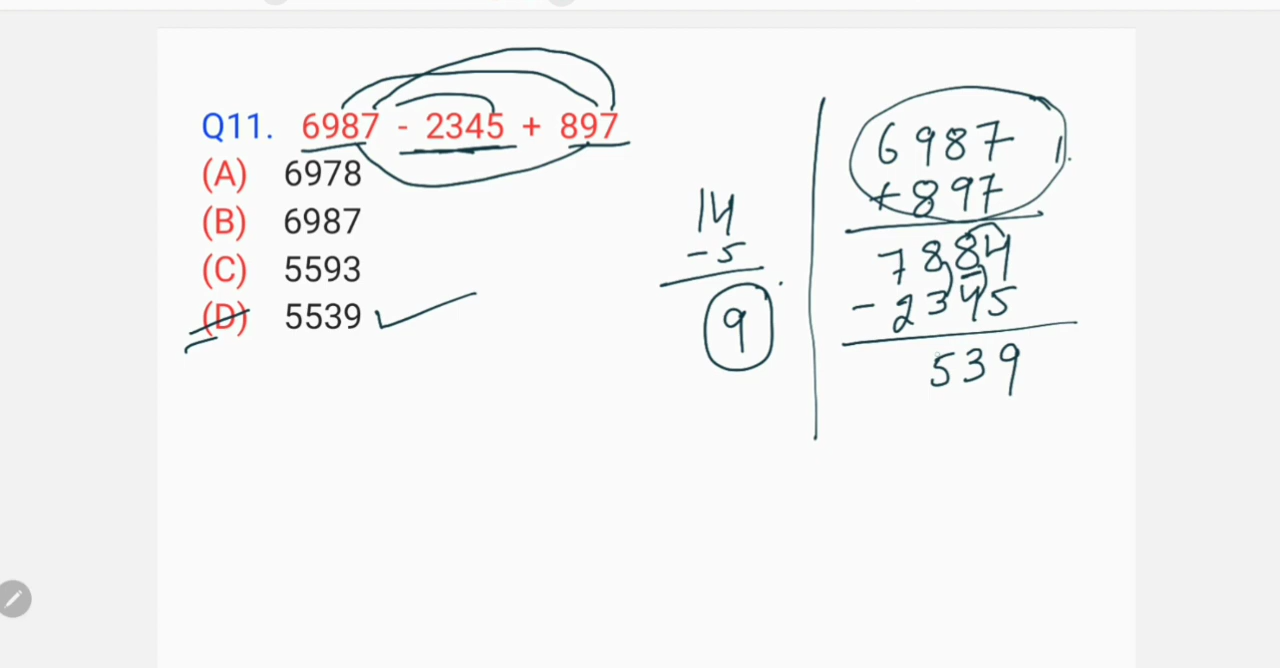 Q11. 6987 - 2345 + 897
(A) 6978
(B) 6987
(C) 5593
(D) 5539
14
- 5
9
6987
+ 897
7884
- 2345
539